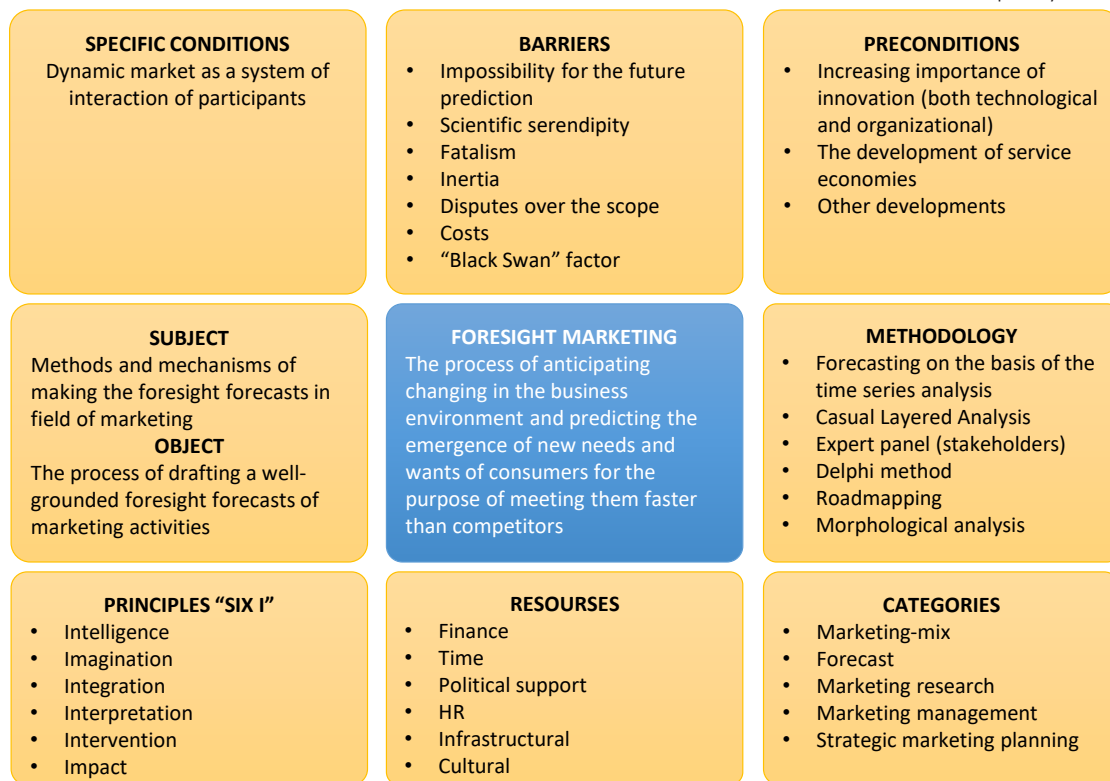 SPECIFIC CONDITIONS
Dynamic market as a system of
interaction of participants
BARRIERS
• Impossibility for the future
prediction
• Scientific serendipity
• Fatalism
• Inertia
• Disputes over the scope
• Costs
• “Black Swan” factor
PRECONDITIONS
• Increasing importance of
innovation (both technological
and organizational)
• The development of service
economies
• Other developments
SUBJECT
Methods and mechanisms of
making the foresight forecasts in
field of marketing
OBJECT
The process of drafting a well-
grounded foresight forecasts of
marketing activities
FORESIGHT MARKETING
The process of anticipating
changing in the business
environment and predicting the
emergence of new needs and
wants of consumers for the
purpose of meeting them faster
than competitors
METHODOLOGY
• Forecasting on the basis of the
time series analysis
• Casual Layered Analysis
• Expert panel (stakeholders)
• Delphi method
• Roadmapping
• Morphological analysis
PRINCIPLES “SIX I”
• Intelligence
• Imagination
• Integration
• Interpretation
• Intervention
• Impact
RESOURSES
• Finance
• Time
• Political support
• HR
• Infrastructural
• Cultural
CATEGORIES
• Marketing-mix
• Forecast
• Marketing research
• Marketing management
• Strategic marketing planning